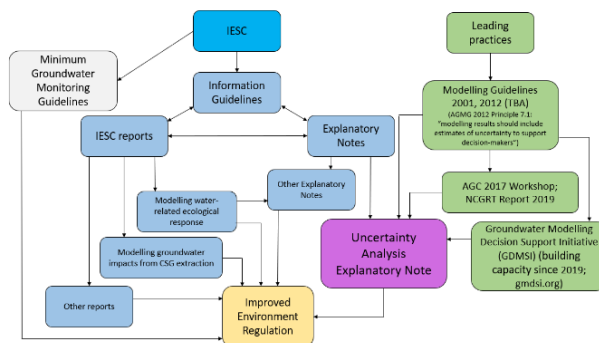 IESC
Leading
practices
Minimum
Groundwater
Monitoring
Guidelines
Information
Guidelines
Modelling Guidelines
2001, 2012 (TBA)
(AGMG 2012 Principle 7.1:
"modelling results should include
estimates of uncertainty to support
decision-makers")
IESC reports
Explanatory
Notes
Other Explanatory
Notes
AGC 2017 Workshop;
NCGRT Report 2019
Modelling water-
related ecological
response
Uncertainty
Analysis
Explanatory Note
Groundwater Modelling
Decision Support Initiative
(GDMSI) (building
capacity since 2019;
gmdsi.org)
Modelling groundwater
impacts from CSG extraction
Other reports
Improved
Environment
Regulation